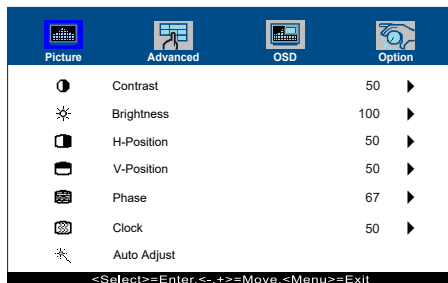 Picture Advanced OSD Option
Contrast 50
Brightness 100
H-Position 50
V-Position 50
Phase 67
Clock 50
Auto Adjust
<Select>=Enter,<-,+>=Move,<Menu>=Exit